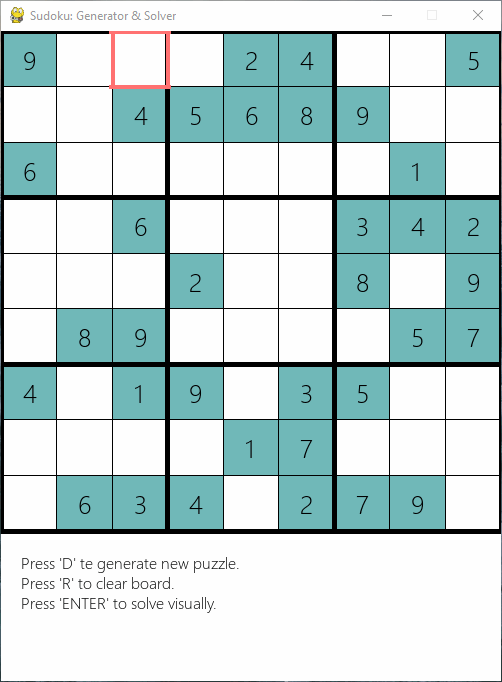 Sudoku: Generator & Solver
9 2 4 5
4 5 6 8 9
6 1
6 3 4 2
2 8 9
8 9 5 7
4 1 9 3 5
1 7
6 3 4 2 7 9
Press 'D' te generate new puzzle.
Press 'R' to clear board.
Press 'ENTER' to solve visually.